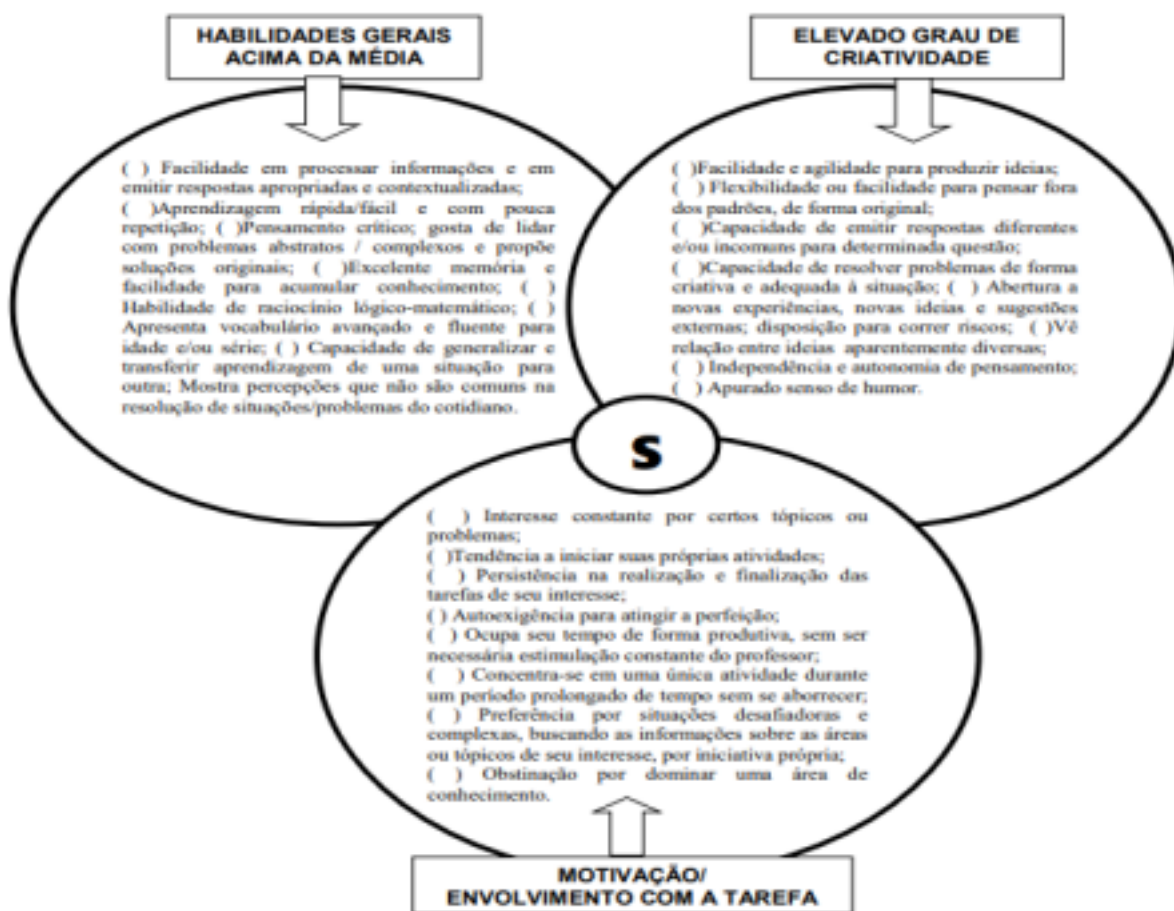 HABILIDADES GERAIS
ACIMA DA MÉDIA
( ) Facilidade em processar informações e em
emitir respostas apropriadas e contextualizadas;
( )Aprendizagem rápida/fácil e com pouca
repetição; ( )Pensamento crítico; gosta de lidar
com problemas abstratos / complexos e propõe
soluções originais; ( )Excelente memória e
facilidade para acumular conhecimento; ( )
Habilidade de raciocínio lógico-matemático; ( )
Apresenta vocabulário avançado e fluente para
idade e/ou série; ( ) Capacidade de generalizar e
transferir aprendizagem de uma situação para
outra; Mostra percepções que não são comuns na
resolução de situações/problemas do cotidiano.
ELEVADO GRAU DE
CRIATIVIDADE
( )Facilidade e agilidade para produzir ideias;
( ) Flexibilidade ou facilidade para pensar fora
dos padrões, de forma original;
( )Capacidade de emitir respostas diferentes
e/ou incomuns para determinada questão;
( )Capacidade de resolver problemas de forma
criativa e adequada à situação; ( ) Abertura a
novas experiências, novas ideias e sugestões
externas; disposição para correr riscos; ( )Vê
relação entre ideias aparentemente diversas;
( ) Independência e autonomia de pensamento;
( ) Apurado senso de humor.
S
( ) Interesse constante por certos tópicos ou
problemas;
( )Tendência a iniciar suas próprias atividades;
( ) Persistência na realização e finalização das
tarefas de seu interesse;
( ) Autoexigência para atingir a perfeição;
( ) Ocupa seu tempo de forma produtiva, sem ser
necessária estimulação constante do professor;
( ) Concentra-se em uma única atividade durante
um período prolongado de tempo sem se aborrecer;
( ) Preferência por situações desafiadoras e
complexas, buscando as informações sobre as áreas
ou tópicos de seu interesse, por iniciativa própria;
( ) Obstinação por dominar uma área de
conhecimento.
MOTIVAÇÃO/
ENVOLVIMENTO COM A TAREFA